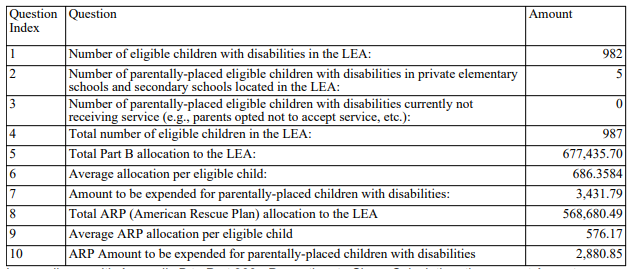 Question Index Question Amount
1 Number of eligible children with disabilities in the LEA: 982
2 Number of parentally-placed eligible children with disabilities in private elementary
schools and secondary schools located in the LEA: 5
3 Number of parentally-placed eligible children with disabilities currently not
receiving service (e.g., parents opted not to accept service, etc.): 0
4 Total number of eligible children in the LEA: 987
5 Total Part B allocation to the LEA: 677,435.70
6 Average allocation per eligible child: 686.3584
7 Amount to be expended for parentally-placed children with disabilities: 3,431.79
8 Total ARP (American Rescue Plan) allocation to the LEA 568,680.49
9 Average ARP allocation per eligible child 576.17
10 ARP Amount to be expended for parentally-placed children with disabilities 2,880.85